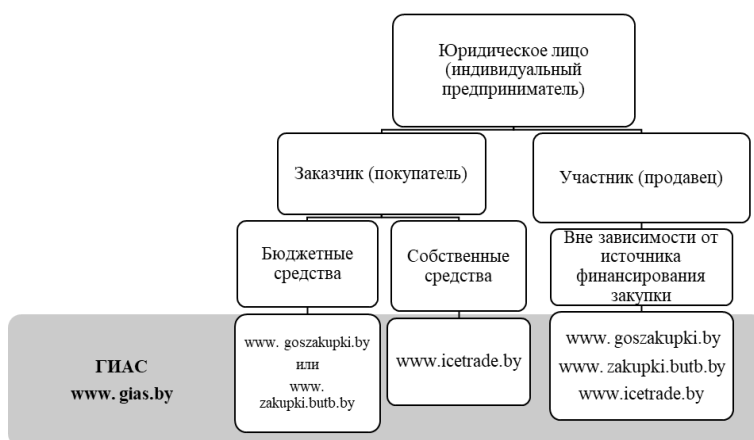 Юридическое лицо
(индивидуальный
предприниматель)
Заказчик (покупатель)
Участник (продавец)
Бюджетные
средства
Собственные
средства
Вне зависимости от
источника
финансирования
закупки
ГИАС
www. gias.by
www. goszakupki.by
или
www.
zakupki.butb.by
www.icetrade.by
www. goszakupki.by
www. zakupki.butb.by
www.icetrade.by